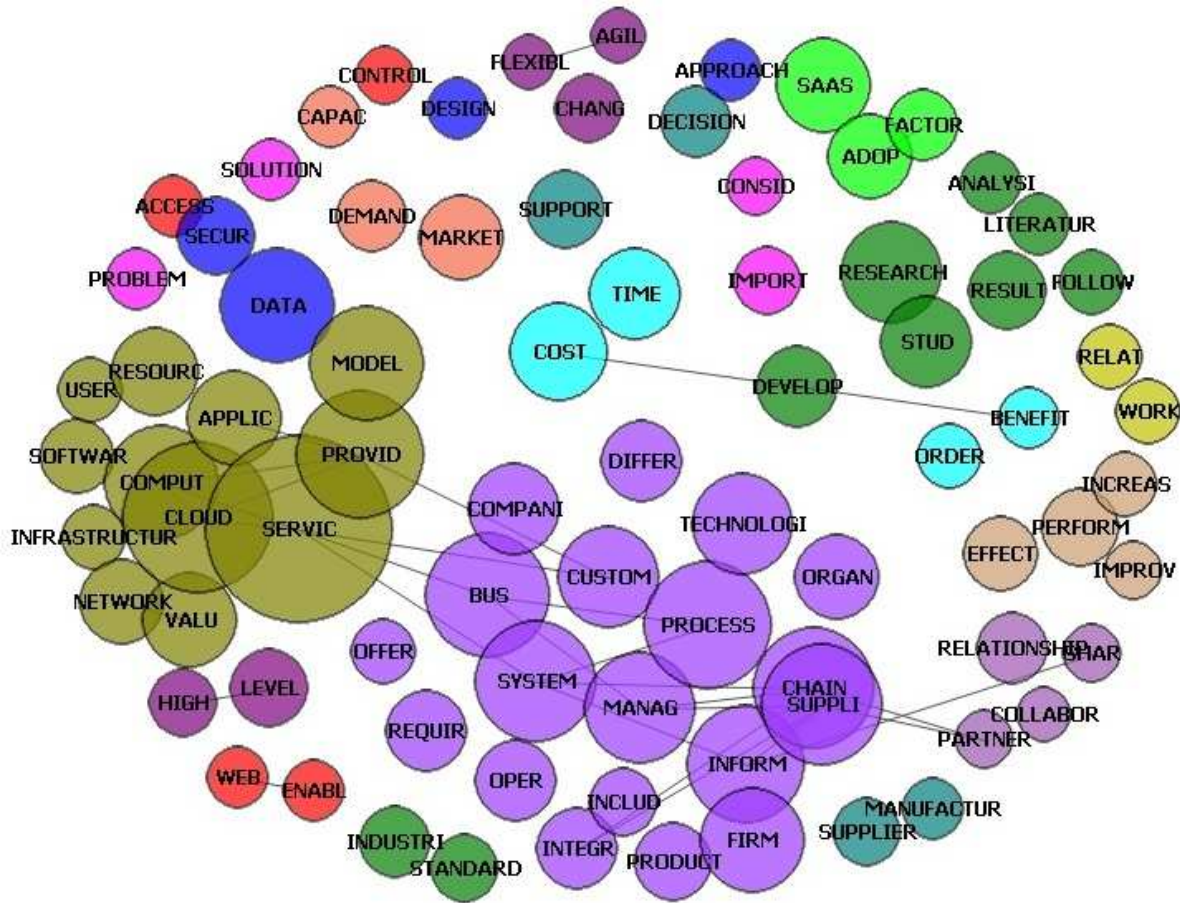 AGIL
FLEXIBL
CONTROL
APPROACH
SAAS
CAPAC
DESIGN
CHANG
DECISION
FACTOR
ADOP
SOLUTION
CONSID
ANALYSI
ACCESS
DEMAND
SUPPORT
LITERATUR
SECUR
MARKET
PROBLEM
RESEARCH
DATA
TIME
IMPORT
RESULT
FOLLOW
STUD
COST
MODEL
RELAT
RESOURC
USER
DEVELOP
WORK
APPLIC
BENEFIT
SOFTWAR
PROVID
DIFFER
ORDER
COMPUT
INCREAS
COMPANI
CLOUD
SERVIC
TECHNOLOGI
PERFORM
INFRASTRUCTUR
EFFECT
CUSTOM
ORGAN
IMPROV
NETWORK
BUS
VALU
PROCESS
RELATIONSHIP
OFFER
SHAR
SYSTEM
CHAIN
LEVEL
HIGH
MANAG
SUPPLI
COLLABOR
REQUIR
PARTNER
INFORM
WEB
OPER
ENABL
INCLUD
MANUFACTUR
SUPPLIER
INDUSTRI
FIRM
INTEGR
PRODUCT
STANDARD